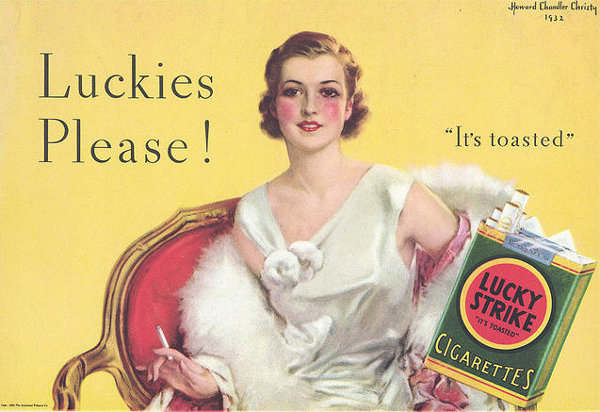 Howard Chandler Christy
1932
Luckies
Please!
"It's toasted"
LUCKY
STRIKE
"IT'S TOASTED"
CIGARETTES